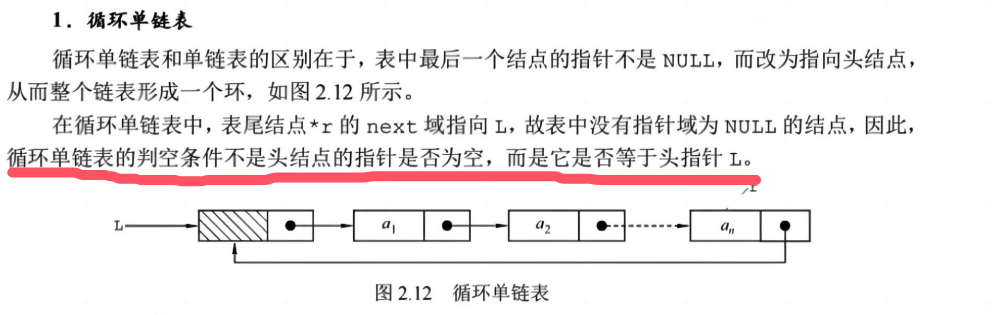 1. 循环单链表
循环单链表和单链表的区别在于，表中最后一个结点的指针不是 NULL，而改为指向头结点，
从而整个链表形成一个环，如图 2.12 所示。
在循环单链表中，表尾结点*r 的 next 域指向 L，故表中没有指针域为 NULL 的结点，因此，
循环单链表的判空条件不是头结点的指针是否为空，而是它是否等于头指针 L。
r
L a₁ a₂ aₙ
图 2.12 循环单链表